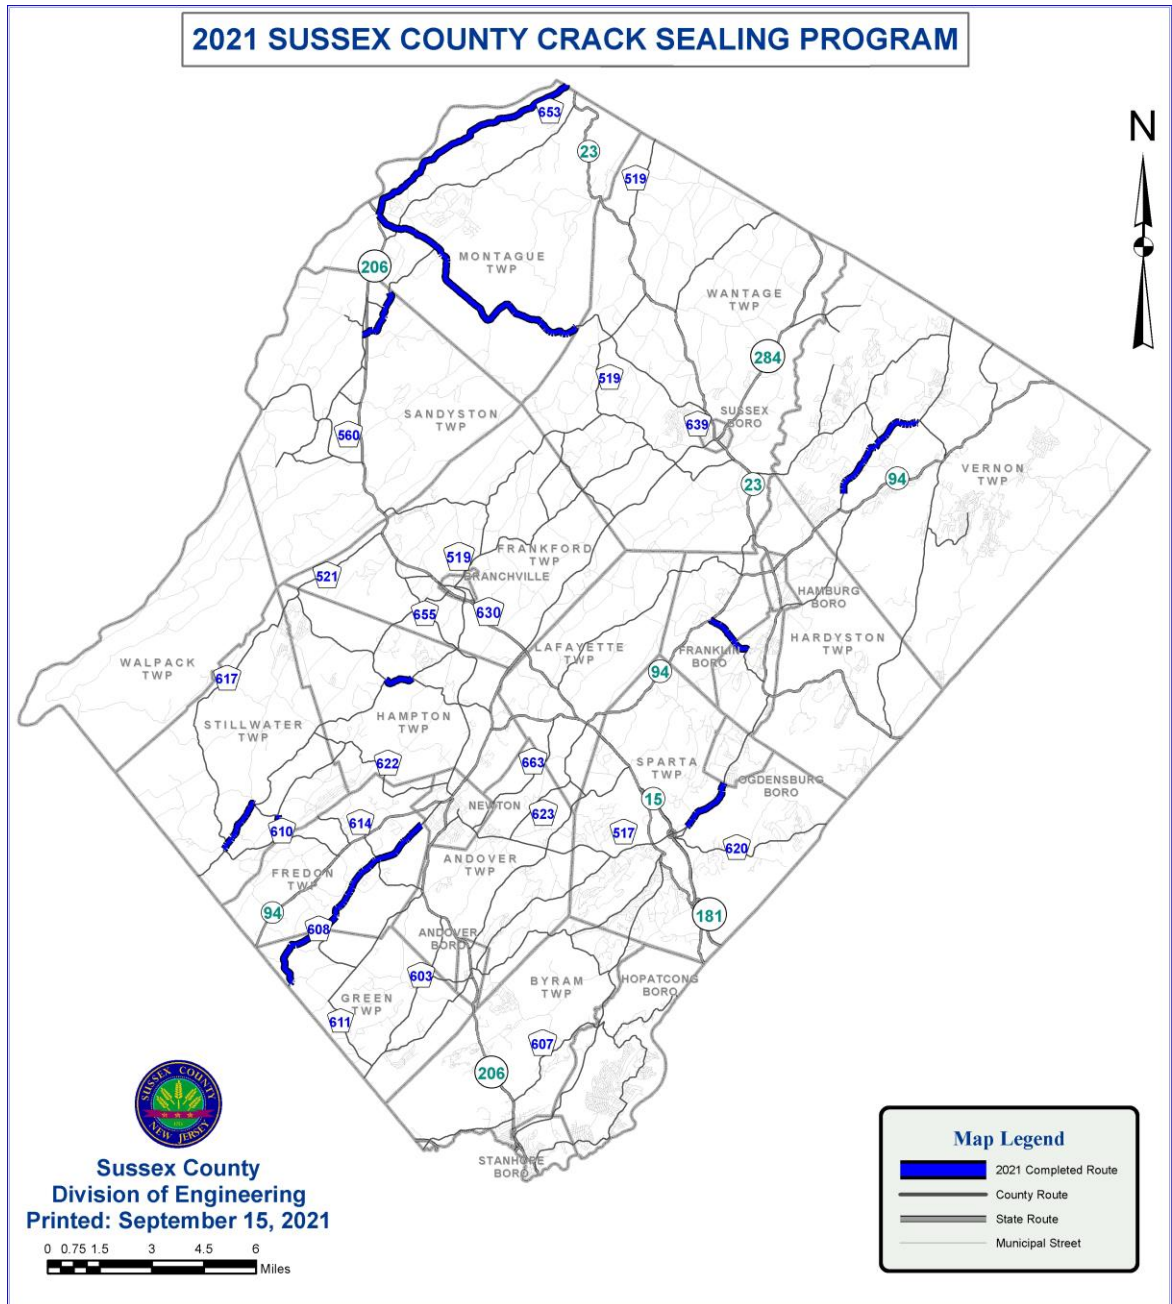 2021 SUSSEX COUNTY CRACK SEALING PROGRAM
N
653
23
519
MONTAGUE
TWP
206
WANTAGE
TWP
284
519
SANDYSTON
TWP
SUSSEX
BORO
639
560
VERNON
TWP
94
23
519
FRANKFORD
TWP
BRANCHVILLE
521
655
630
HAMBURG
BORO
HARDYSTON
TWP
LAFAYETTE
TWP
FRANKLIN
BORO
94
WALPACK
TWP
617
STILLWATER
TWP
HAMPTON
TWP
622
663
SPARTA
TWP
OGDENSBURG
BORO
15
NEWTON
623
614
610
517
620
ANDOVER
TWP
FREDON
TWP
94
608
181
ANDOVER
BORO
603
BYRAM
TWP
HOPATCONG
BORO
GREEN
TWP
611
607
206
STANHOPE
BORO
SUSSEX COUNTY
NEW JERSEY
Sussex County
Division of Engineering
Printed: September 15, 2021
0 0.75 1.5 3 4.5 6
Miles
Map Legend
2021 Completed Route
County Route
State Route
Municipal Street